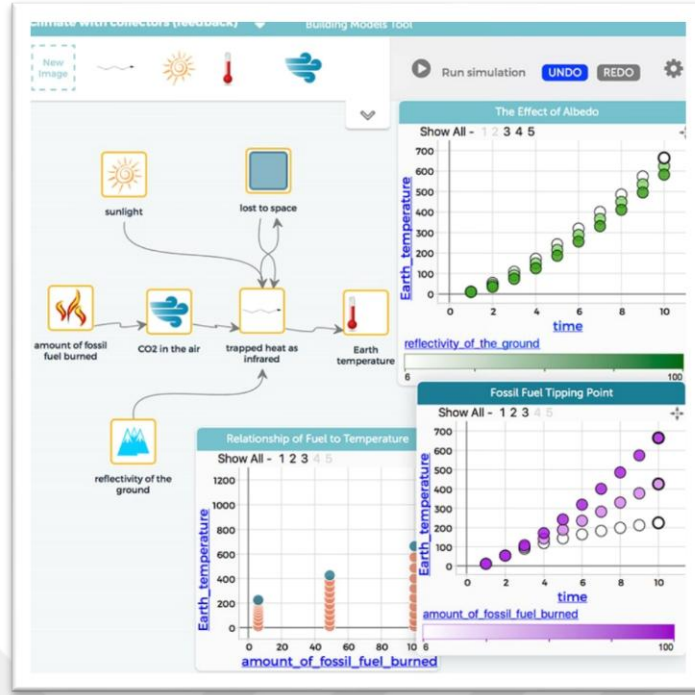 Climate with collectors (feedback)
Building Models Tool
New
Image
Run simulation
UNDO
REDO
The Effect of Albedo
Show All - 1 2 3 4 5
700
600
500
400
300
200
100
0
Earth_temperature
0 2 4 6 8 10
time
reflectivity_of_the_ground
6 100
sunlight
lost to space
amount of fossil
fuel burned
CO2 in the air
trapped heat as
infrared
Earth
temperature
reflectivity of the
ground
Relationship of Fuel to Temperature
Show All - 1 2 3 4 5
1200
1000
800
600
400
200
0
Earth_temperature
0 20 40 60 80
amount_of_fossil_fuel_burned
Fossil Fuel Tipping Point
Show All - 1 2 3 4 5
700
600
500
400
300
200
100
0
Earth_temperature
0 2 4 6 8 10
time
amount_of_fossil_fuel_burned
6 100